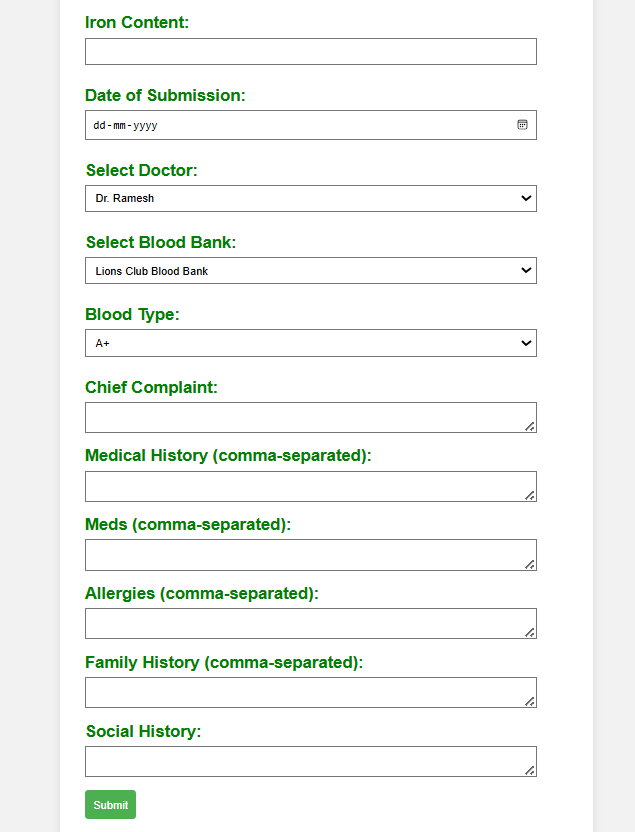 Iron Content:
Date of Submission:
dd-mm-yyyy
Select Doctor:
Dr. Ramesh
Select Blood Bank:
Lions Club Blood Bank
Blood Type:
A+
Chief Complaint:
Medical History (comma-separated):
Meds (comma-separated):
Allergies (comma-separated):
Family History (comma-separated):
Social History:
Submit